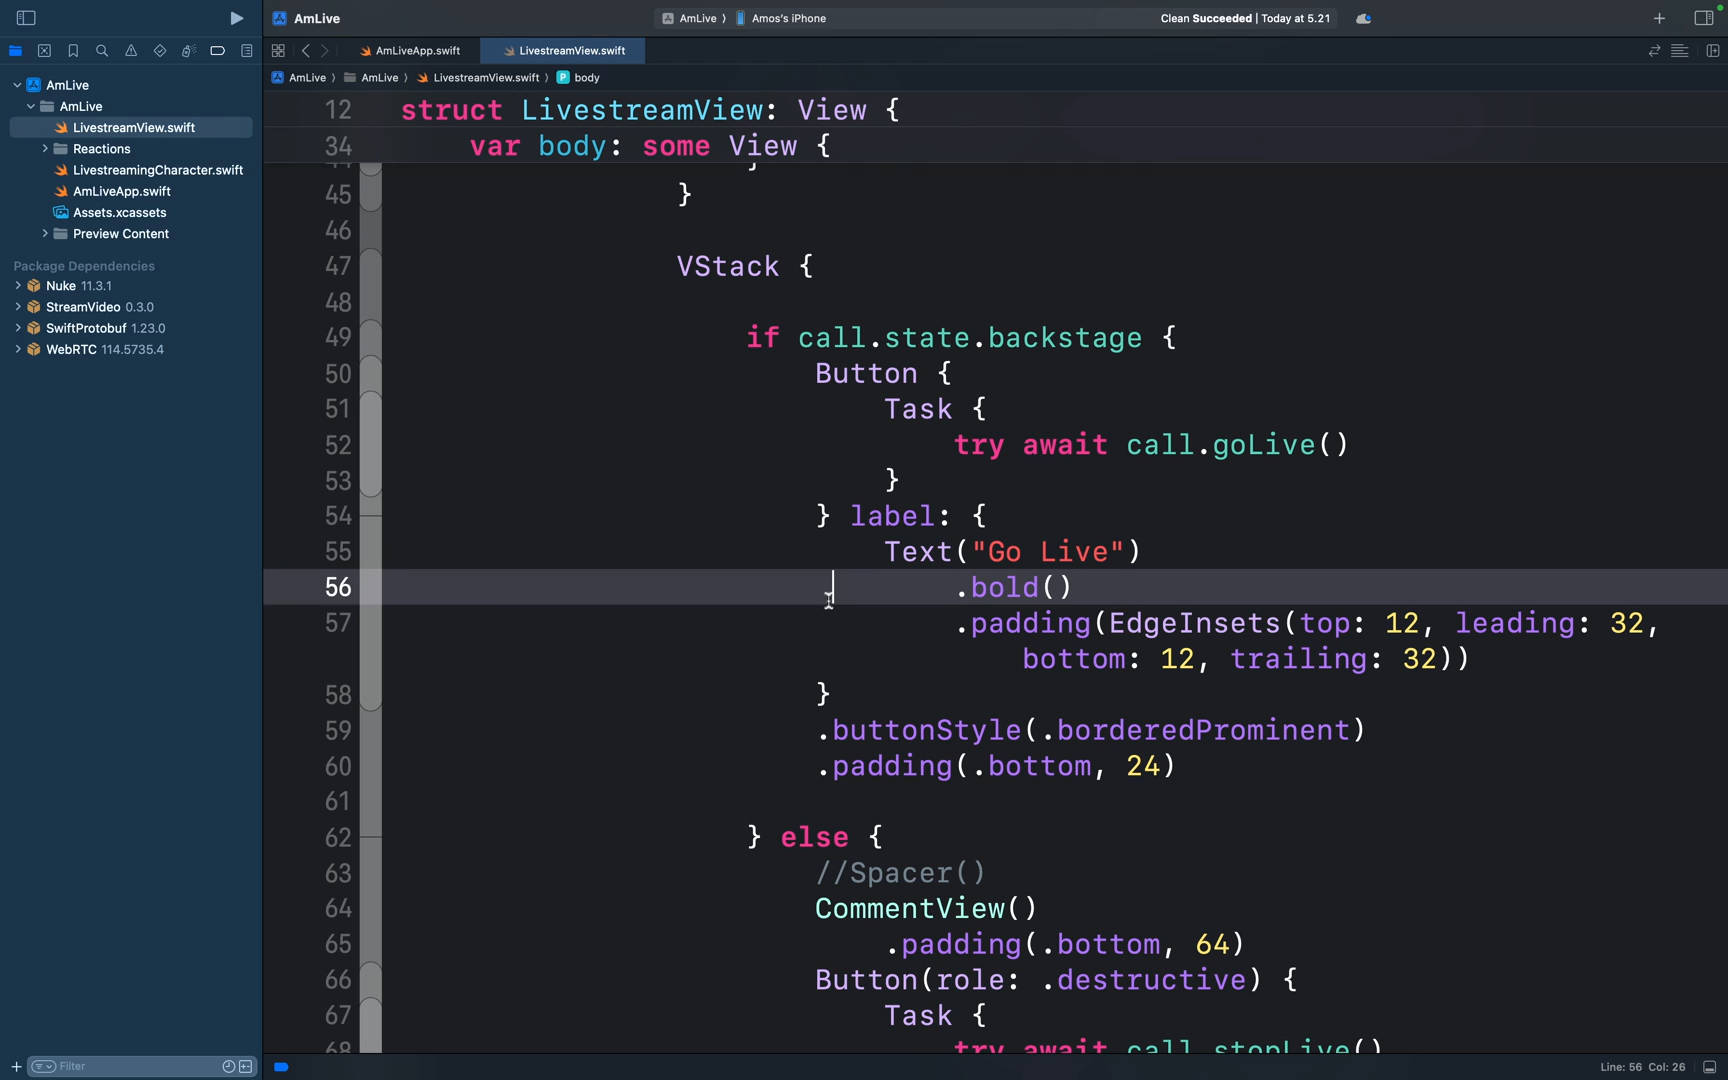 AmLive
AmLive
Amos's iPhone
Clean Succeeded | Today at 5.21
AmLiveApp.swift
LivestreamView.swift
AmLive
AmLive
LivestreamView.swift
body
AmLive
AmLive
LivestreamView.swift
Reactions
LivestreamingCharacter.swift
AmLiveApp.swift
Assets.xcassets
Preview Content
Package Dependencies
Nuke 11.3.1
StreamVideo 0.3.0
SwiftProtobuf 1.23.0
WebRTC 114.5735.4
Filter
12 struct LivestreamView: View {
34 var body: some View {
44 }
45 }
46
47 VStack {
48
49 if call.state.backstage {
50 Button {
51 Task {
52 try await call.goLive()
53 }
54 } label: {
55 Text("Go Live")
56 .bold()
57 .padding(EdgeInsets(top: 12, leading: 32,
bottom: 12, trailing: 32))
58 }
59 .buttonStyle(.borderedProminent)
60 .padding(.bottom, 24)
61
62 } else {
63 //Spacer()
64 CommentView()
65 .padding(.bottom, 64)
66 Button(role: .destructive) {
67 Task {
68 try await call.stopLive()
Line: 56 Col: 26